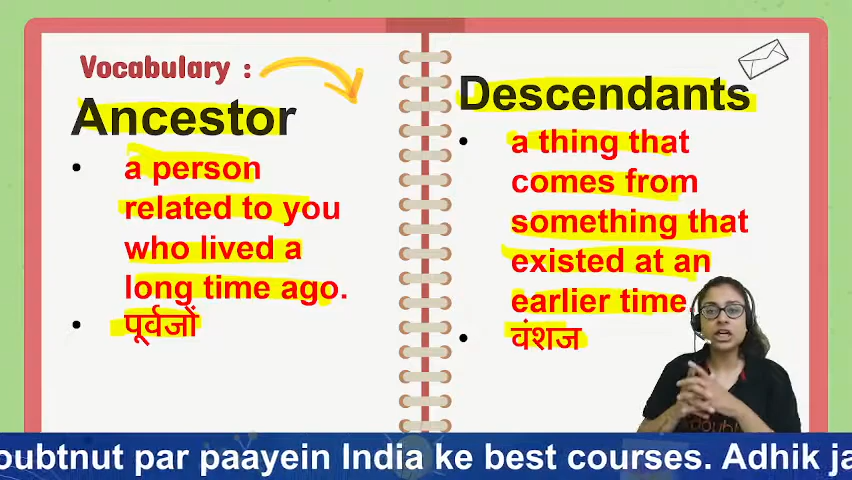 Vocabulary :
Ancestor
a person
related to you
who lived a
long time ago.
पूर्वजों
Descendants
a thing that
comes from
something that
existed at an
earlier time.
वंशज
oubtnut par paayein India ke best courses. Adhik ja